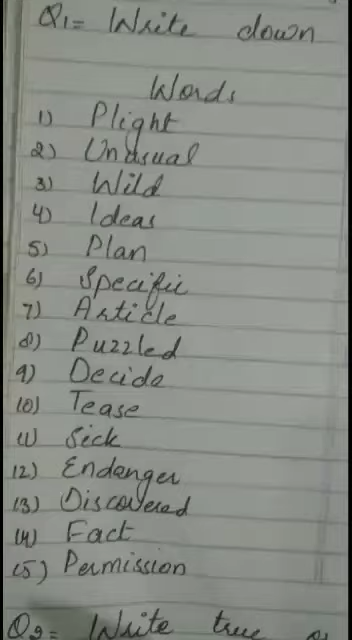 Q1= Write down
Words
1) Plight
2) Unusual
3) Wild
4) Ideas
5) Plan
6) Specific
7) Article
8) Puzzled
9) Decide
10) Tease
11) Sick
12) Endanger
13) Discovered
14) Fact
15) Permission
Q2= Write true